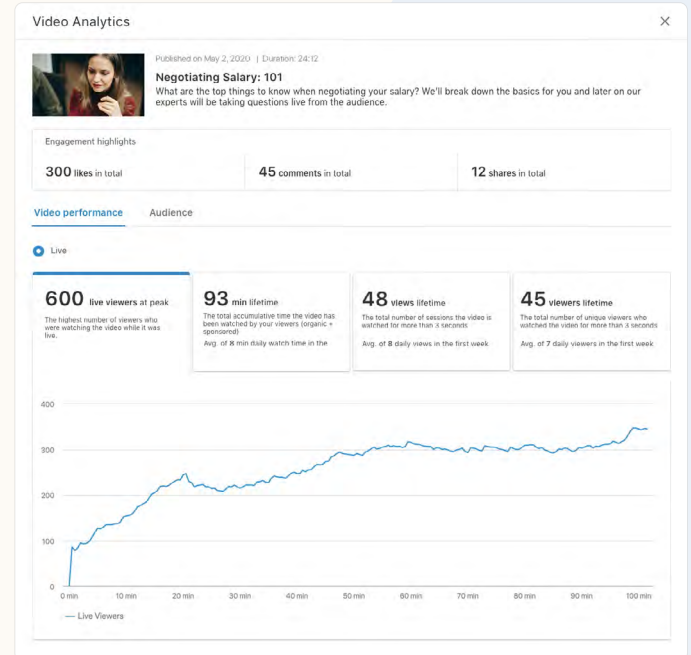 Video Analytics
Published on May 2, 2020 | Duration: 24:12
Negotiating Salary: 101
What are the top things to know when negotiating your salary? We'll break down the basics for you and later on our
experts will be taking questions live from the audience.
Engagement highlights
300 likes in total
45 comments in total
12 shares in total
Video performance
Audience
Live
600 live viewers at peak
The highest number of viewers who
were watching the video while it was
live.
93 min lifetime
The total accumulative time the video has
been watched by your viewers (organic +
sponsored)
Avg. of 8 min daily watch time in the
48 views lifetime
The total number of sessions the video is
watched for more than 3 seconds
Avg. of 8 daily views in the first week
45 viewers lifetime
The total number of unique viewers who
watched the video for more than 3 seconds
Avg. of 7 daily viewers in the first week
400
300
200
100
0
0 min 10 min 20 min 30 min 40 min 50 min 60 min 70 min 80 min 90 min 100 min
Live Viewers